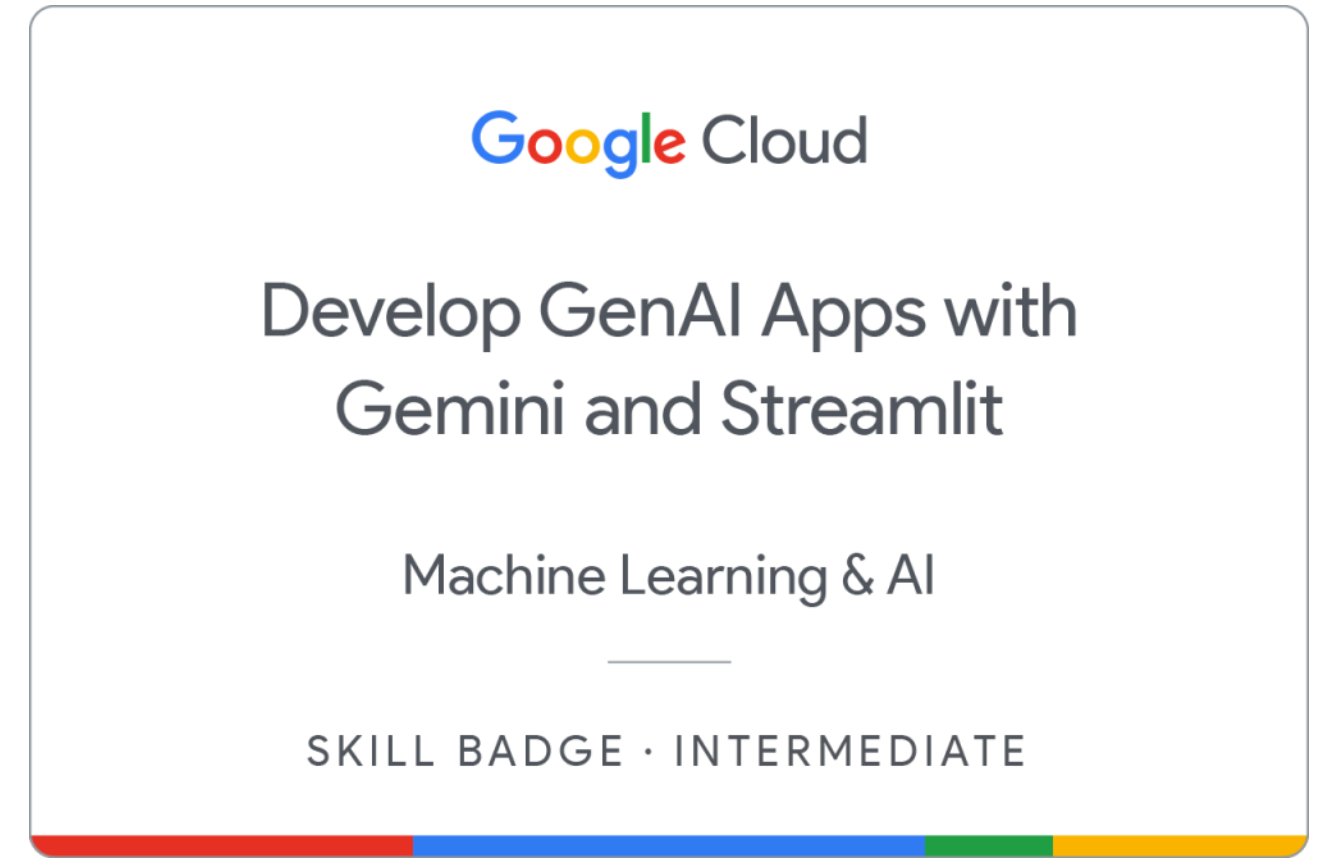 Google Cloud
Develop GenAI Apps with
Gemini and Streamlit
Machine Learning & AI
SKILL BADGE · INTERMEDIATE